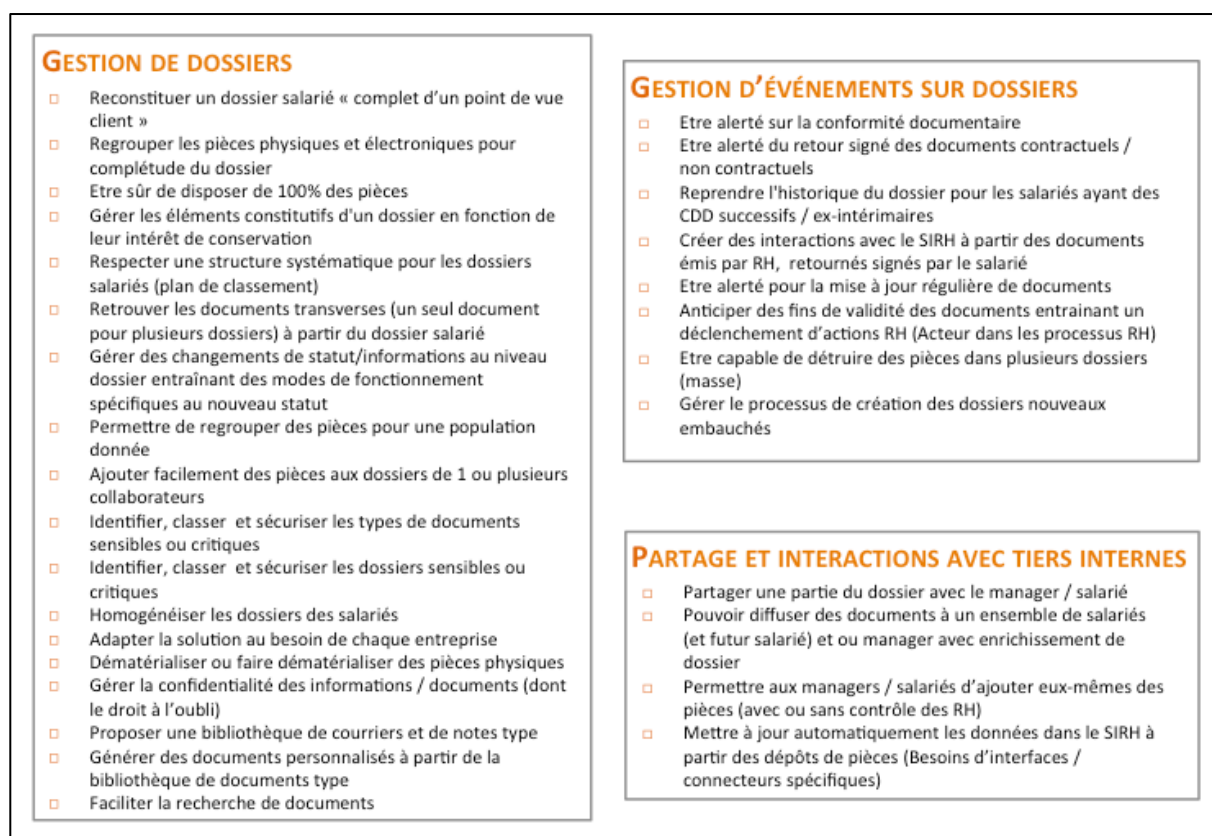 GESTION DE DOSSIERS
Reconstituer un dossier salarié « complet d'un point de vue
client »
Regrouper les pièces physiques et électroniques pour
complétude du dossier
Etre sûr de disposer de 100% des pièces
Gérer les éléments constitutifs d'un dossier en fonction de
leur intérêt de conservation
Respecter une structure systématique pour les dossiers
salariés (plan de classement)
Retrouver les documents transverses (un seul document
pour plusieurs dossiers) à partir du dossier salarié
Gérer des changements de statut/informations au niveau
dossier entraînant des modes de fonctionnement
spécifiques au nouveau statut
Permettre de regrouper des pièces pour une population
donnée
Ajouter facilement des pièces aux dossiers de 1 ou plusieurs
collaborateurs
Identifier, classer et sécuriser les types de documents
sensibles ou critiques
Identifier, classer et sécuriser les dossiers sensibles ou
critiques
Homogénéiser les dossiers des salariés
Adapter la solution au besoin de chaque entreprise
Dématérialiser ou faire dématérialiser des pièces physiques
Gérer la confidentialité des informations / documents (dont
le droit à l'oubli)
Proposer une bibliothèque de courriers et de notes type
Générer des documents personnalisés à partir de la
bibliothèque de documents type
Faciliter la recherche de documents
GESTION D'ÉVÉNEMENTS SUR DOSSIERS
Etre alerté sur la conformité documentaire
Etre alerté du retour signé des documents contractuels /
non contractuels
Reprendre l'historique du dossier pour les salariés ayant des
CDD successifs / ex-intérimaires
Créer des interactions avec le SIRH à partir des documents
émis par RH, retournés signés par le salarié
Etre alerté pour la mise à jour régulière de documents
Anticiper des fins de validité des documents entrainant un
déclenchement d'actions RH (Acteur dans les processus RH)
Etre capable de détruire des pièces dans plusieurs dossiers
(masse)
Gérer le processus de création des dossiers nouveaux
embauchés
PARTAGE ET INTERACTIONS AVEC TIERS INTERNES
Partager une partie du dossier avec le manager / salarié
Pouvoir diffuser des documents à un ensemble de salariés
(et futur salarié) et ou manager avec enrichissement de
dossier
Permettre aux managers / salariés d'ajouter eux-mêmes des
pièces (avec ou sans contrôle des RH)
Mettre à jour automatiquement les données dans le SIRH à
partir des dépôts de pièces (Besoins d'interfaces /
connecteurs spécifiques)